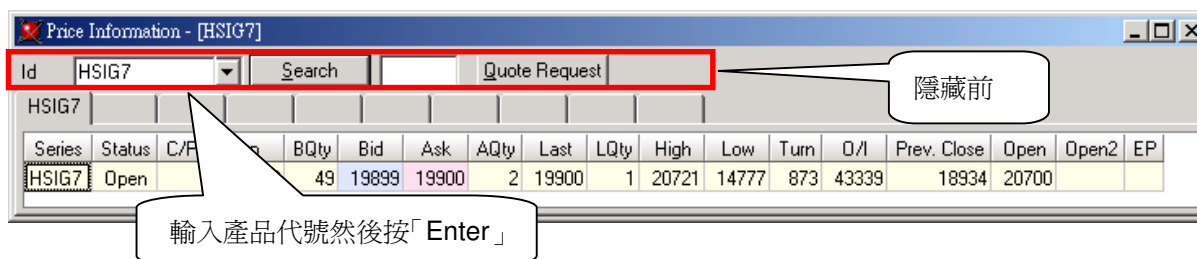 Price Information - [HSIG7]
Id HSIG7 Search Quote Request
隱藏前
HSIG7
Series Status BQty Bid Ask AQty Last LQty High Low Turn O/I Prev. Close Open Open2 EP
HSIG7 Open 49 19899 19900 2 19900 1 20721 14777 873 43339 18934 20700
輸入產品代號然後按「Enter」